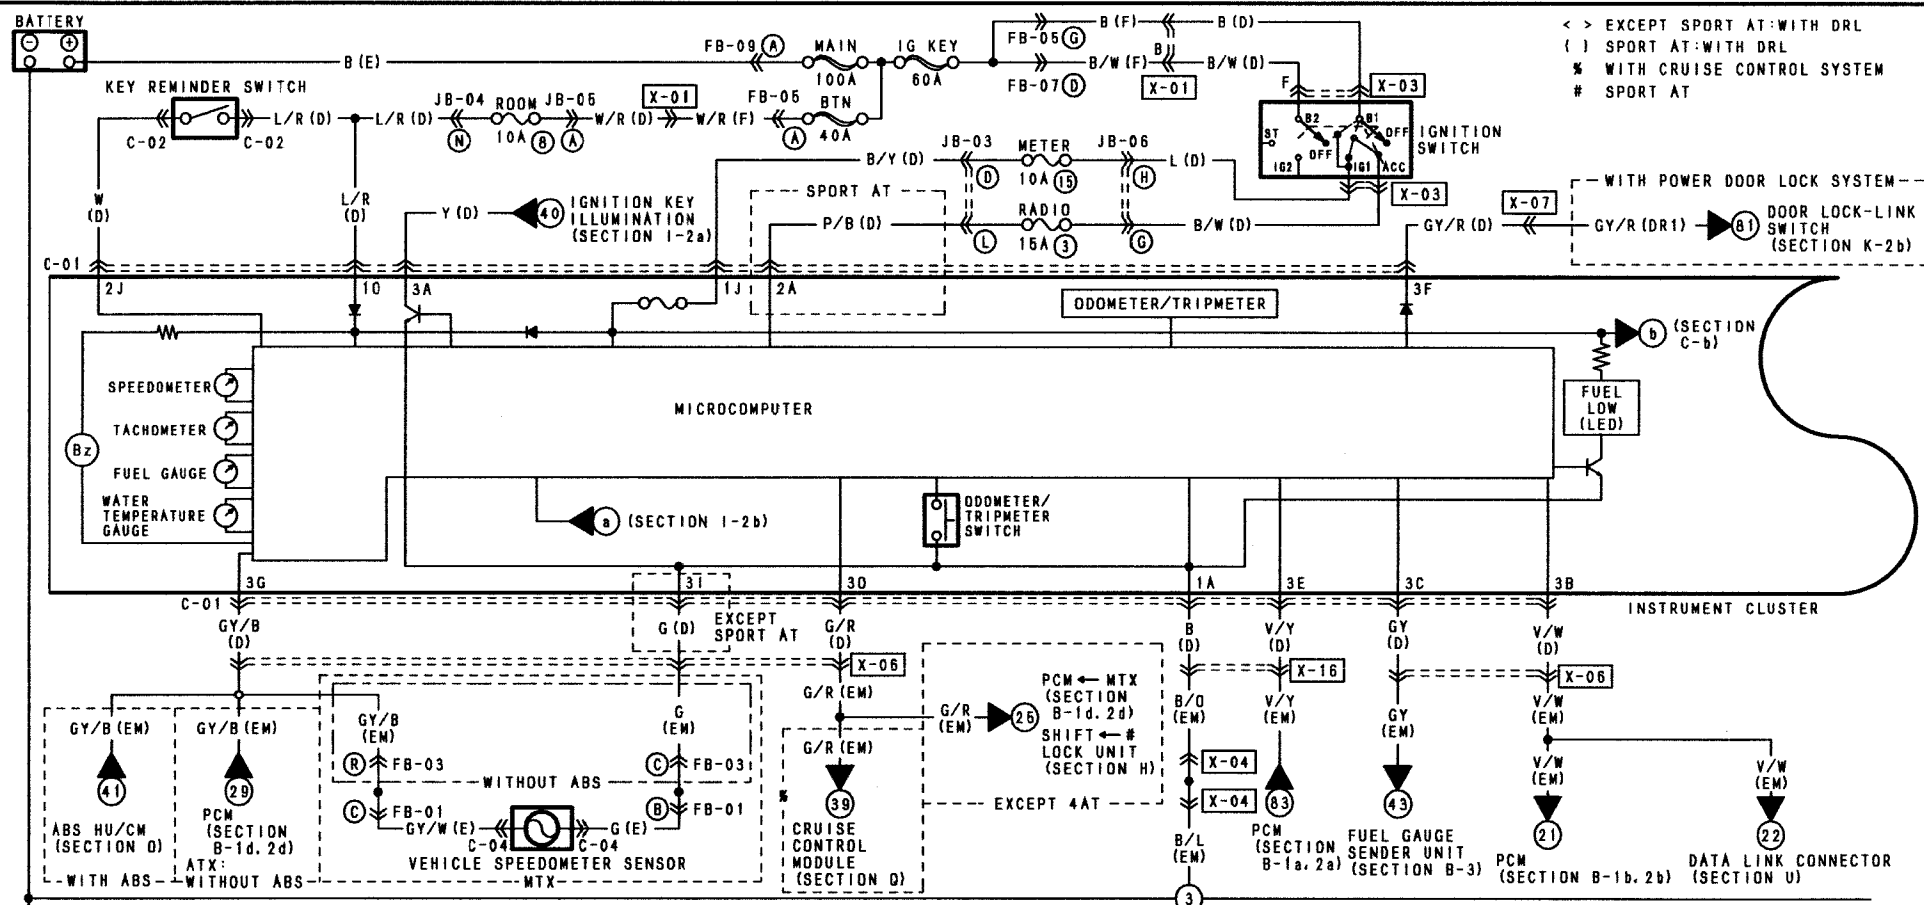 BATTERY
B (E)
FB-09 A
MAIN
100A
IG KEY
60A
FB-05 G
B (F)
B (D)
B
FB-07 D
B/W (F)
X-01
B/W (D)
F
X-03
< > EXCEPT SPORT AT:WITH DRL
( ) SPORT AT:WITH DRL
% WITH CRUISE CONTROL SYSTEM
# SPORT AT
KEY REMINDER SWITCH
C-02
C-02
L/R (D)
L/R (D)
JB-04
N
ROOM
10A 8
JB-05
A
W/R (D)
X-01
W/R (F)
FB-05
A
BTN
40A
ST
B2
B1
OFF
OFF
IG2
IG1
ACC
IGNITION
SWITCH
X-03
W
(D)
L/R
(D)
Y (D)
40
IGNITION KEY
ILLUMINATION
(SECTION I-2a)
B/Y (D)
JB-03
D
METER
10A 15
JB-06
H
L (D)
SPORT AT
P/B (D)
L
RADIO
15A 3
G
B/W (D)
GY/R (D)
X-07
WITH POWER DOOR LOCK SYSTEM
GY/R (DR1)
81
DOOR LOCK-LINK
SWITCH
(SECTION K-2b)
C-01
2J
1O
3A
1J
2A
3F
ODOMETER/TRIPMETER
b
(SECTION
C-b)
SPEEDOMETER
TACHOMETER
FUEL GAUGE
WATER
TEMPERATURE
GAUGE
Bz
MICROCOMPUTER
FUEL
LOW
(LED)
a
(SECTION I-2b)
ODOMETER/
TRIPMETER
SWITCH
3G
3I
3O
1A
3E
3C
3B
C-01
INSTRUMENT CLUSTER
GY/B
(D)
G (D)
EXCEPT
SPORT AT
G/R
(D)
B
(D)
V/Y
(D)
GY
(D)
V/W
(D)
X-06
X-16
X-06
GY/B (EM)
GY/B (EM)
GY/B
(EM)
G
(EM)
G/R (EM)
G/R (EM)
G/R
(EM)
25
PCM ← MTX
(SECTION
B-1d. 2d)
SHIFT ← #
LOCK UNIT
(SECTION H)
EXCEPT 4AT
B/O
(EM)
V/Y
(EM)
GY
(EM)
V/W
(EM)
V/W
(EM)
V/W
(EM)
R
FB-03
C
FB-03
WITHOUT ABS
C
FB-01
B
FB-01
GY/W (E)
C-04
C-04
G (E)
VEHICLE SPEEDOMETER SENSOR
MTX
41
ABS HU/CM
(SECTION O)
WITH ABS
29
PCM
(SECTION
B-1d. 2d)
ATX:
WITHOUT ABS
%
39
CRUISE
CONTROL
MODULE
(SECTION Q)
X-04
X-04
B/L
(EM)
3
83
PCM
(SECTION
B-1a. 2a)
43
FUEL GAUGE
SENDER UNIT
(SECTION B-3)
21
PCM
(SECTION B-1b. 2b)
22
DATA LINK CONNECTOR
(SECTION U)